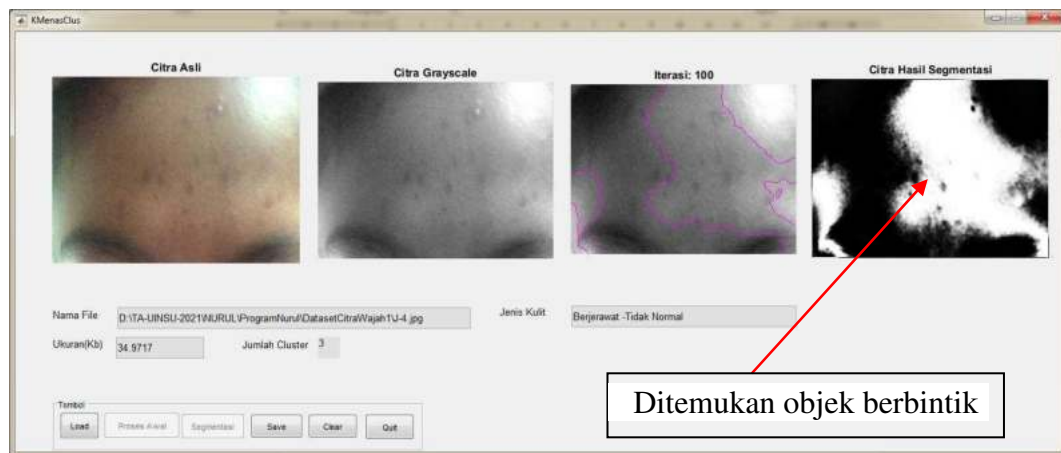 KMenasClus
Citra Asli
Citra Grayscale
Iterasi: 100
Citra Hasil Segmentasi
Nama File
D:\TA-UINSU-2021\NURUL\ProgramNurul\DatasetCitraWajah1\J-4.jpg
Jenis Kulit
Berjerawat -Tidak Normal
Ukuran(Kb)
34.9717
Jumlah Cluster
3
Ditemukan objek berbintik
Tombol
Load
Proses Awal
Segmentasi
Save
Clear
Quit